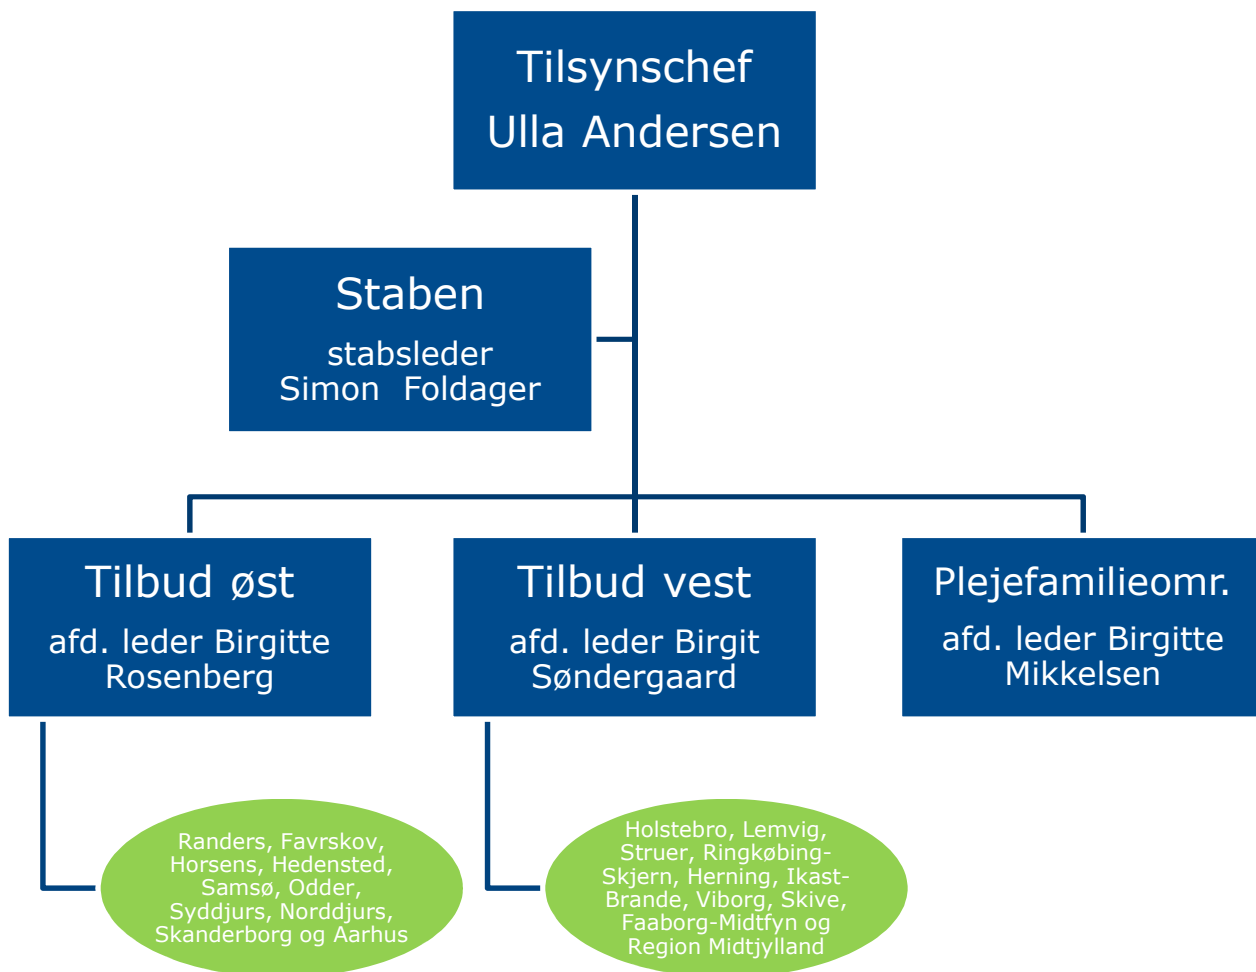 Tilsynschef
Ulla Andersen
Staben
stabsleder
Simon Foldager
Tilbud øst
afd. leder Birgitte
Rosenberg
Tilbud vest
afd. leder Birgit
Søndergaard
Plejefamilieomr.
afd. leder Birgitte
Mikkelsen
Randers, Favrskov,
Horsens, Hedensted,
Samsø, Odder,
Syddjurs, Norddjurs,
Skanderborg og Aarhus
Holstebro, Lemvig,
Struer, Ringkøbing-
Skjern, Herning, Ikast-
Brande, Viborg, Skive,
Faaborg-Midtfyn og
Region Midtjylland